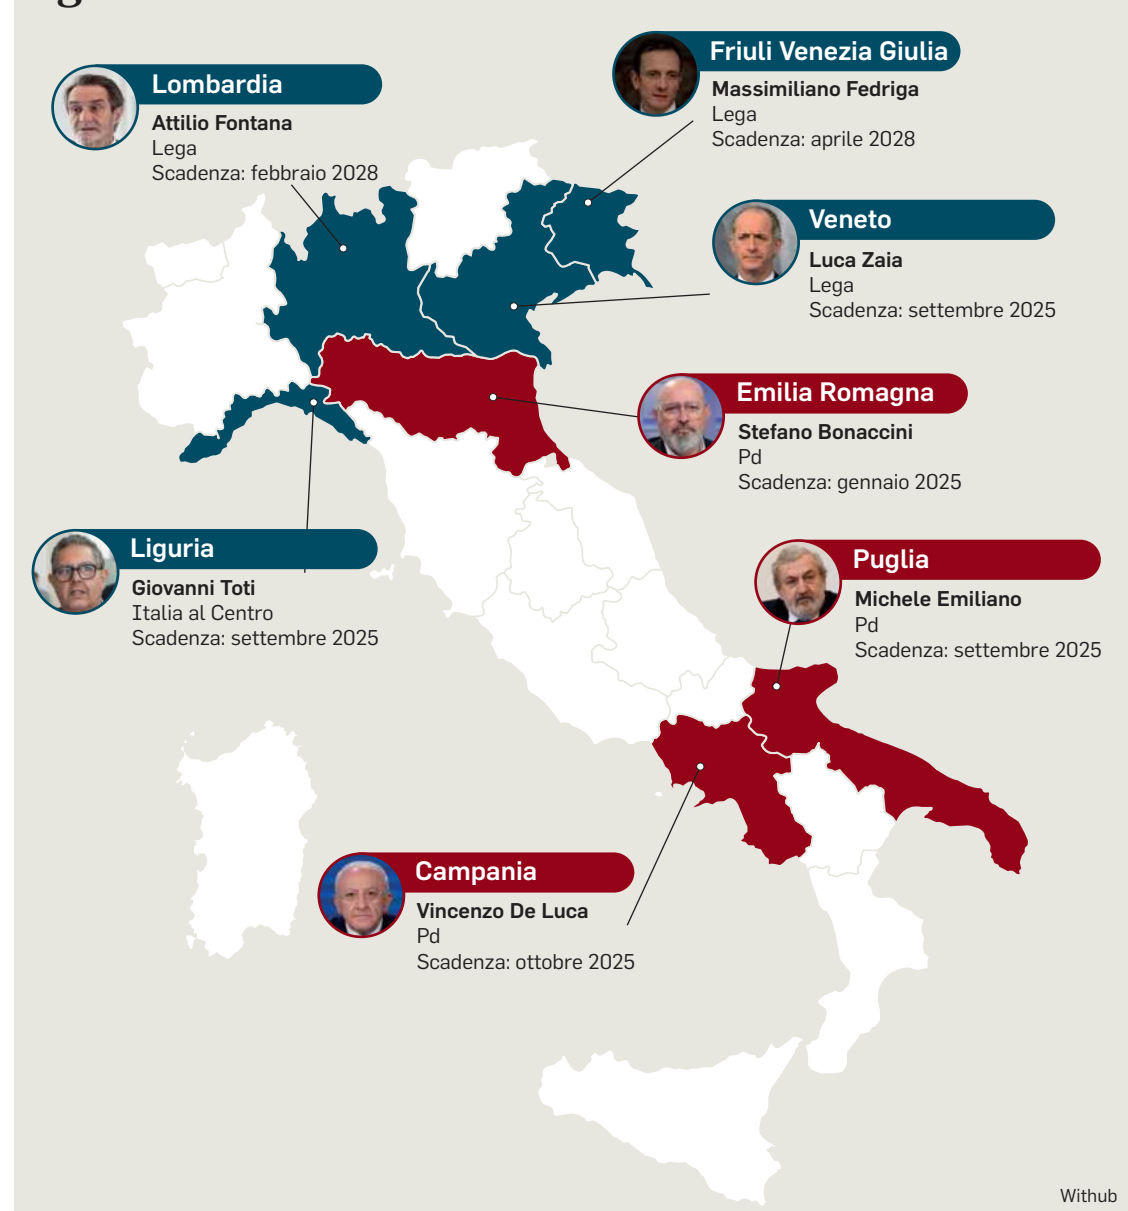 g
Lombardia
Attilio Fontana
Lega
Scadenza: febbraio 2028
Friuli Venezia Giulia
Massimiliano Fedriga
Lega
Scadenza: aprile 2028
Veneto
Luca Zaia
Lega
Scadenza: settembre 2025
Emilia Romagna
Stefano Bonaccini
Pd
Scadenza: gennaio 2025
Liguria
Giovanni Toti
Italia al Centro
Scadenza: settembre 2025
Puglia
Michele Emiliano
Pd
Scadenza: settembre 2025
Campania
Vincenzo De Luca
Pd
Scadenza: ottobre 2025
Withub